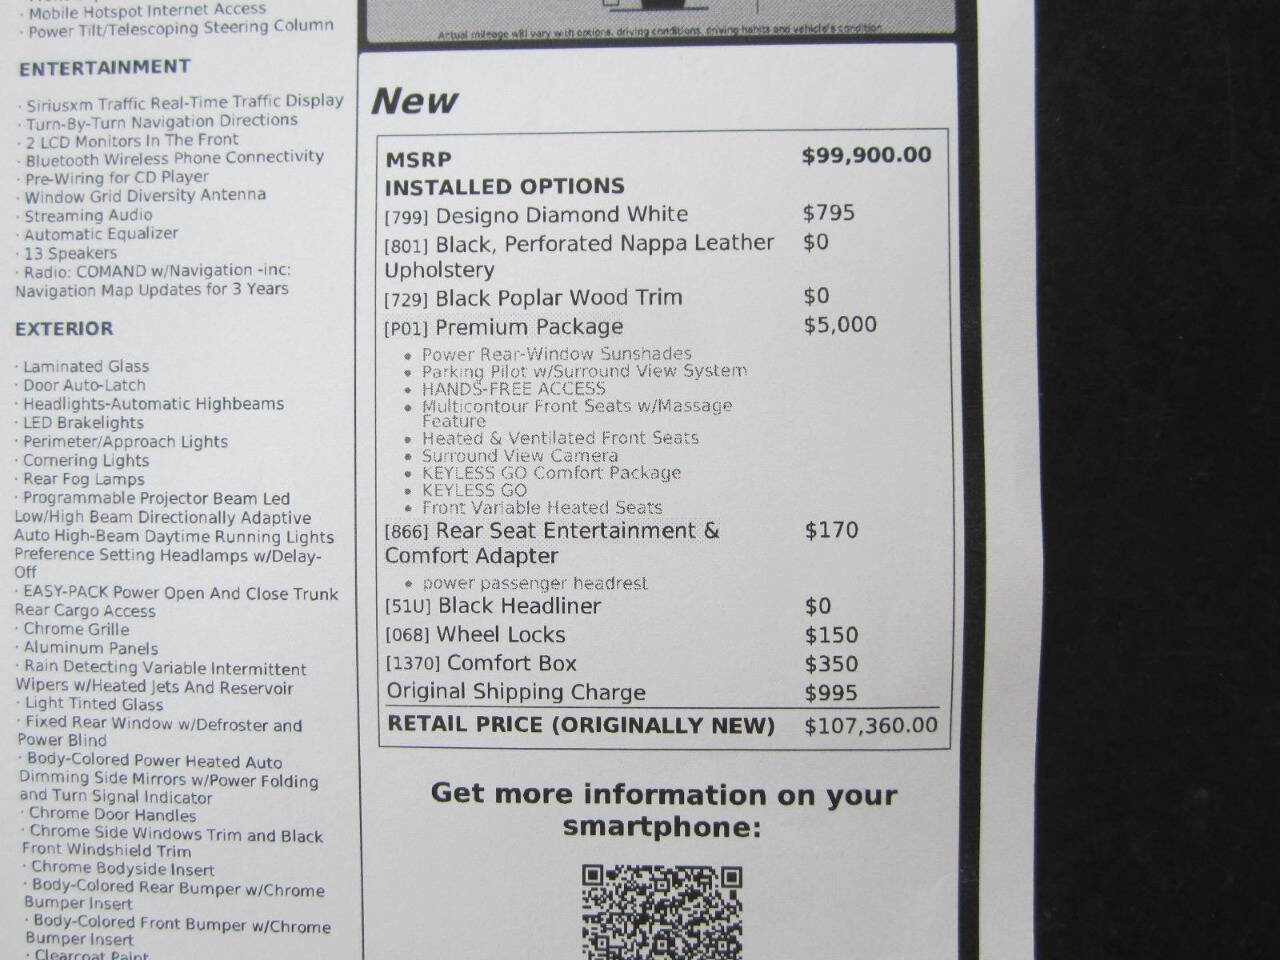 · Mobile Hotspot Internet Access
· Power Tilt/Telescoping Steering Column
ENTERTAINMENT
· Siriusxm Traffic Real-Time Traffic Display
· Turn-By-Turn Navigation Directions
· 2 LCD Monitors In The Front
· Bluetooth Wireless Phone Connectivity
· Pre-Wiring for CD Player
· Window Grid Diversity Antenna
· Streaming Audio
· Automatic Equalizer
· 13 Speakers
· Radio: COMAND w/Navigation -inc:
Navigation Map Updates for 3 Years
EXTERIOR
· Laminated Glass
· Door Auto-Latch
· Headlights-Automatic Highbeams
· LED Brakelights
· Perimeter/Approach Lights
· Cornering Lights
· Rear Fog Lamps
· Programmable Projector Beam Led
Low/High Beam Directionally Adaptive
Auto High-Beam Daytime Running Lights
Preference Setting Headlamps w/Delay-
Off
· EASY-PACK Power Open And Close Trunk
Rear Cargo Access
· Chrome Grille
· Aluminum Panels
· Rain Detecting Variable Intermittent
Wipers w/Heated Jets And Reservoir
· Light Tinted Glass
· Fixed Rear Window w/Defroster and
Power Blind
· Body-Colored Power Heated Auto
Dimming Side Mirrors w/Power Folding
and Turn Signal Indicator
· Chrome Door Handles
· Chrome Side Windows Trim and Black
Front Windshield Trim
· Chrome Bodyside Insert
· Body-Colored Rear Bumper w/Chrome
Bumper Insert
· Body-Colored Front Bumper w/Chrome
Bumper Insert
· Clearcoat Paint
Actual mileage will vary with options, driving conditions, driving habits and vehicle's condition
New
MSRP $99,900.00
INSTALLED OPTIONS
[799] Designo Diamond White $795
[801] Black, Perforated Nappa Leather $0
Upholstery
[729] Black Poplar Wood Trim $0
[P01] Premium Package $5,000
• Power Rear-Window Sunshades
• Parking Pilot w/Surround View System
• HANDS-FREE ACCESS
• Multicontour Front Seats w/Massage
Feature
• Heated & Ventilated Front Seats
• Surround View Camera
• KEYLESS GO Comfort Package
• KEYLESS GO
• Front Variable Heated Seats
[866] Rear Seat Entertainment & $170
Comfort Adapter
• power passenger headrest
[51U] Black Headliner $0
[068] Wheel Locks $150
[1370] Comfort Box $350
Original Shipping Charge $995
RETAIL PRICE (ORIGINALLY NEW) $107,360.00
Get more information on your
smartphone: